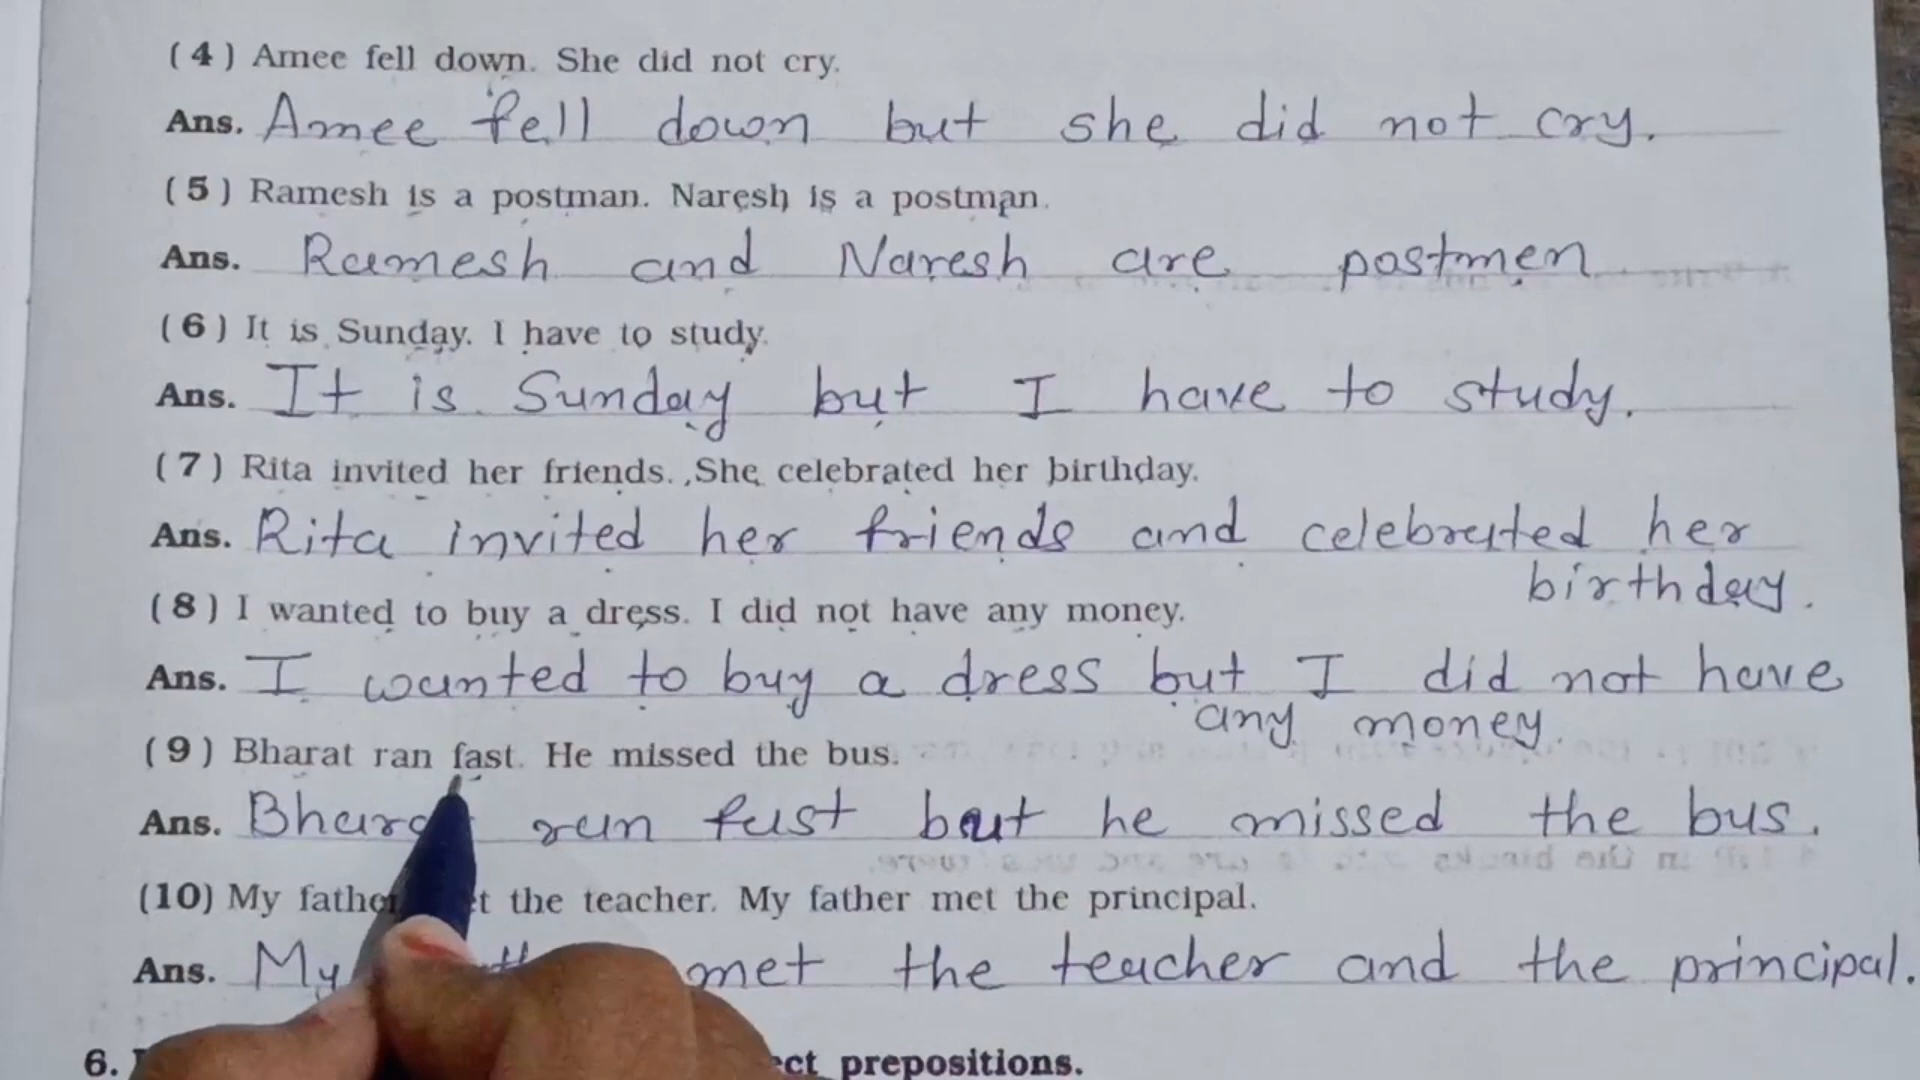 (4) Amee fell down. She did not cry.
Ans. Amee fell down but she did not cry.
(5) Ramesh is a postman. Naresh is a postman.
Ans. Ramesh and Naresh are postmen
(6) It is Sunday. I have to study.
Ans. It is Sunday but I have to study.
(7) Rita invited her friends. She celebrated her birthday.
Ans. Rita invited her friends and celebrated her
birthday.
(8) I wanted to buy a dress. I did not have any money.
Ans. I wanted to buy a dress but I did not have
any money.
(9) Bharat ran fast. He missed the bus.
Ans. ran fast but he missed the bus.
(10) My the teacher. My father met the principal.
Ans. My met the teacher and the principal.
6. prepositions.